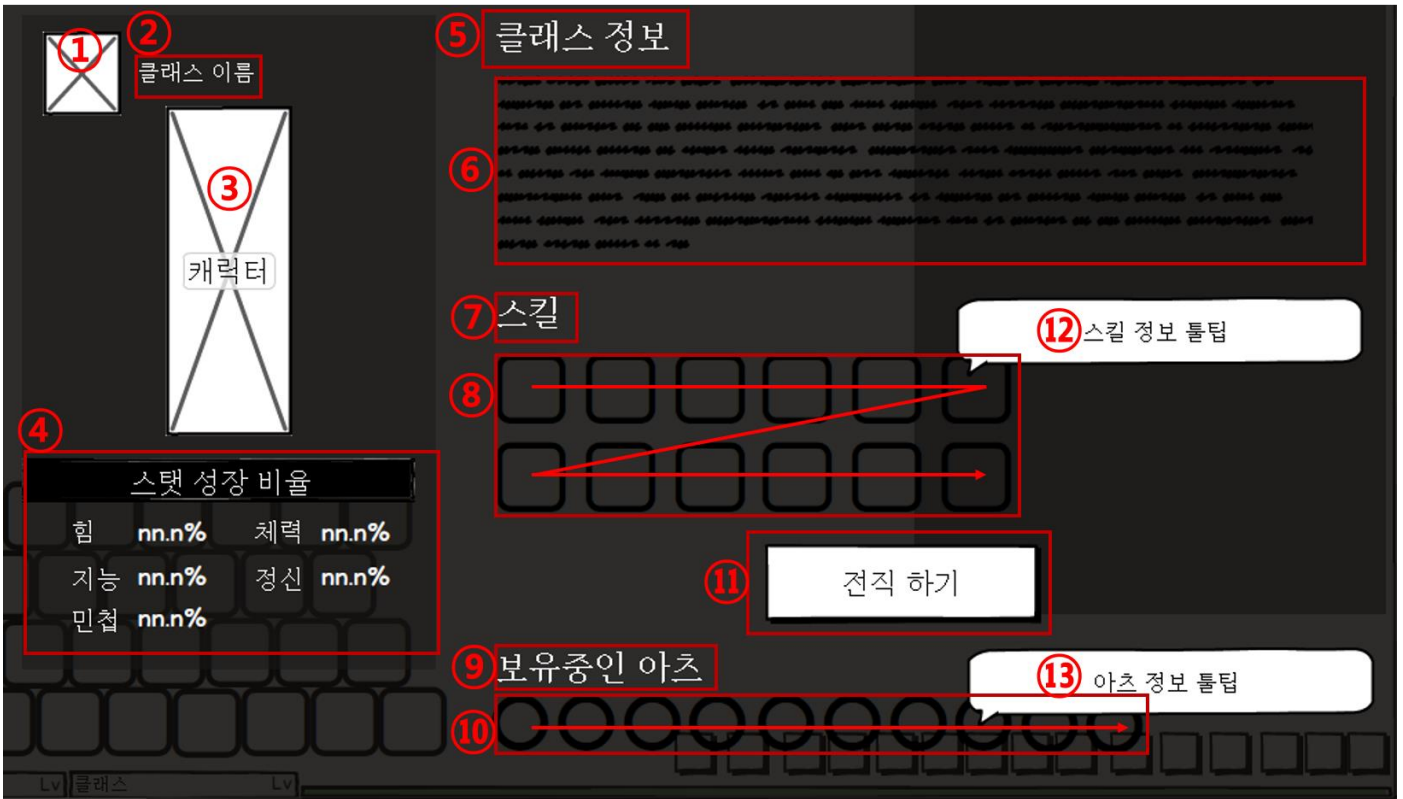 ①
② 클래스 이름
③
캐릭터
④
스탯 성장 비율
힘 nn.n% 체력 nn.n%
지능 nn.n% 정신 nn.n%
민첩 nn.n%
⑤ 클래스 정보
⑥
⑦ 스킬
⑫ 스킬 정보 툴팁
⑧
⑪ 전직 하기
⑨ 보유중인 아츠
⑬ 아츠 정보 툴팁
⑩
Lv 클래스 Lv